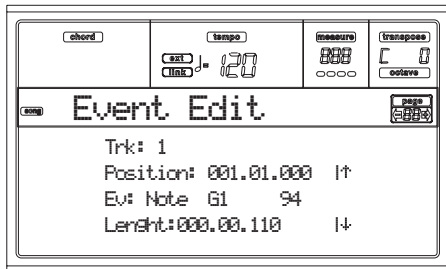 chord tempo measure transpose
ext link ♩= 120 888 C 0
octave
song Event Edit page 88
Trk: 1
Position: 001.01.000 |↑
Ev: Note G1 94
Lenght:000.00.110 |↓